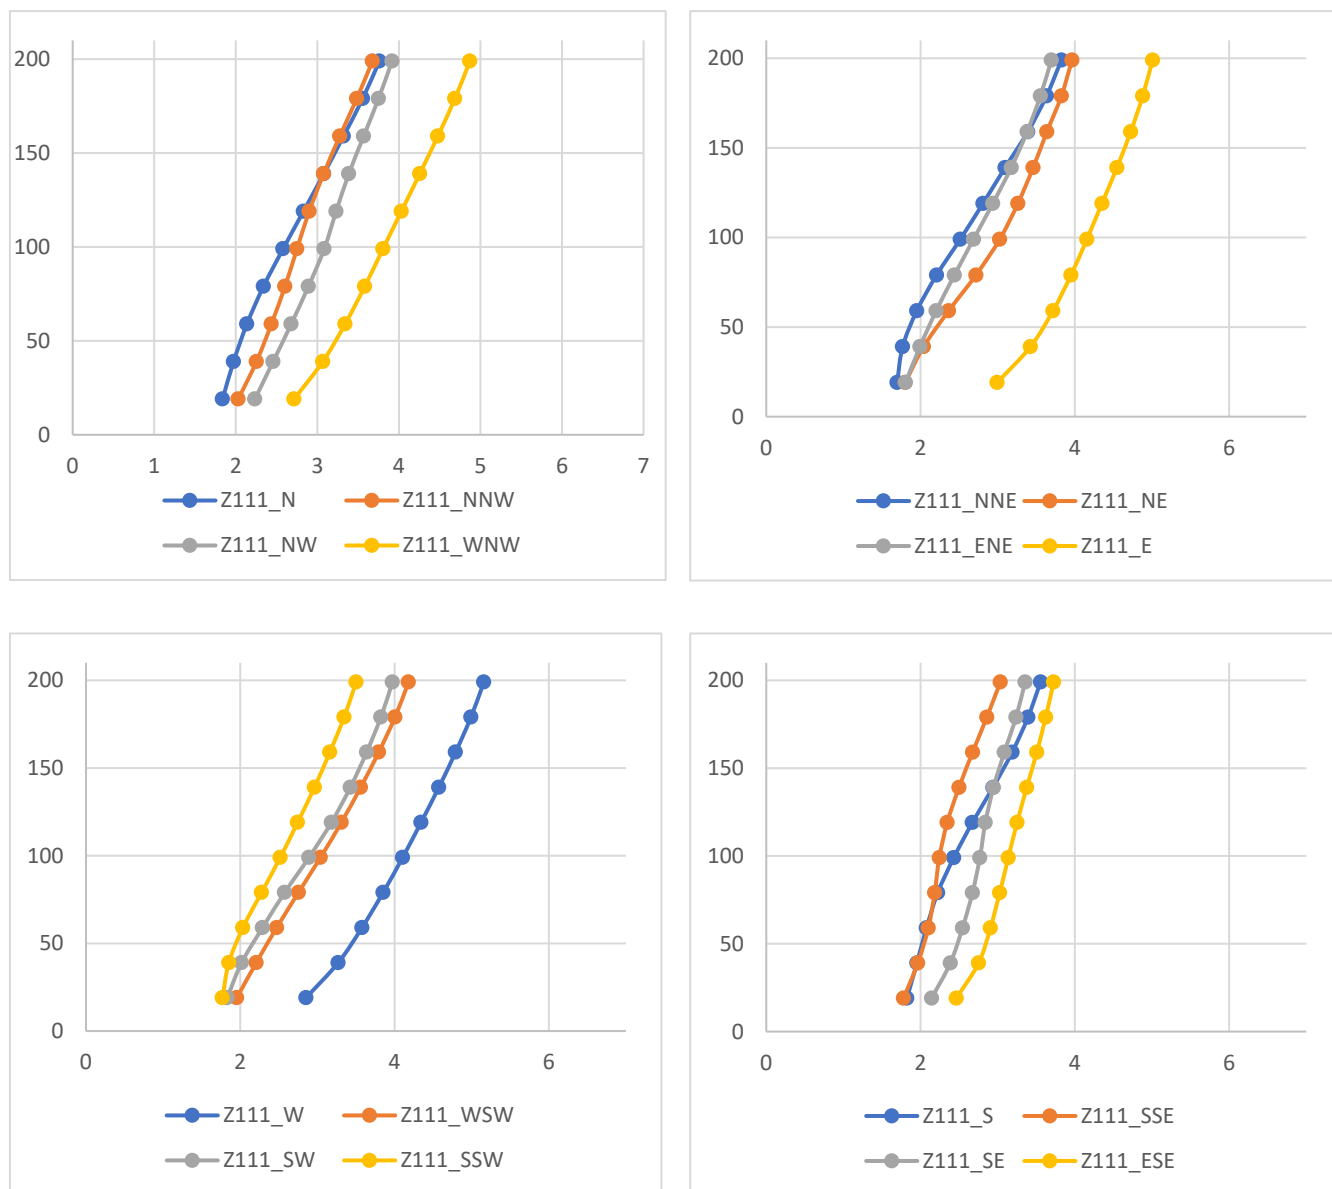 200
150
100
50
0
0 1 2 3 4 5 6 7
Z111_N Z111_NNW
Z111_NW Z111_WNW
200
150
100
50
0
0 2 4 6
Z111_NNE Z111_NE
Z111_ENE Z111_E
200
150
100
50
0
0 2 4 6
Z111_W Z111_WSW
Z111_SW Z111_SSW
200
150
100
50
0
0 2 4 6
Z111_S Z111_SSE
Z111_SE Z111_ESE